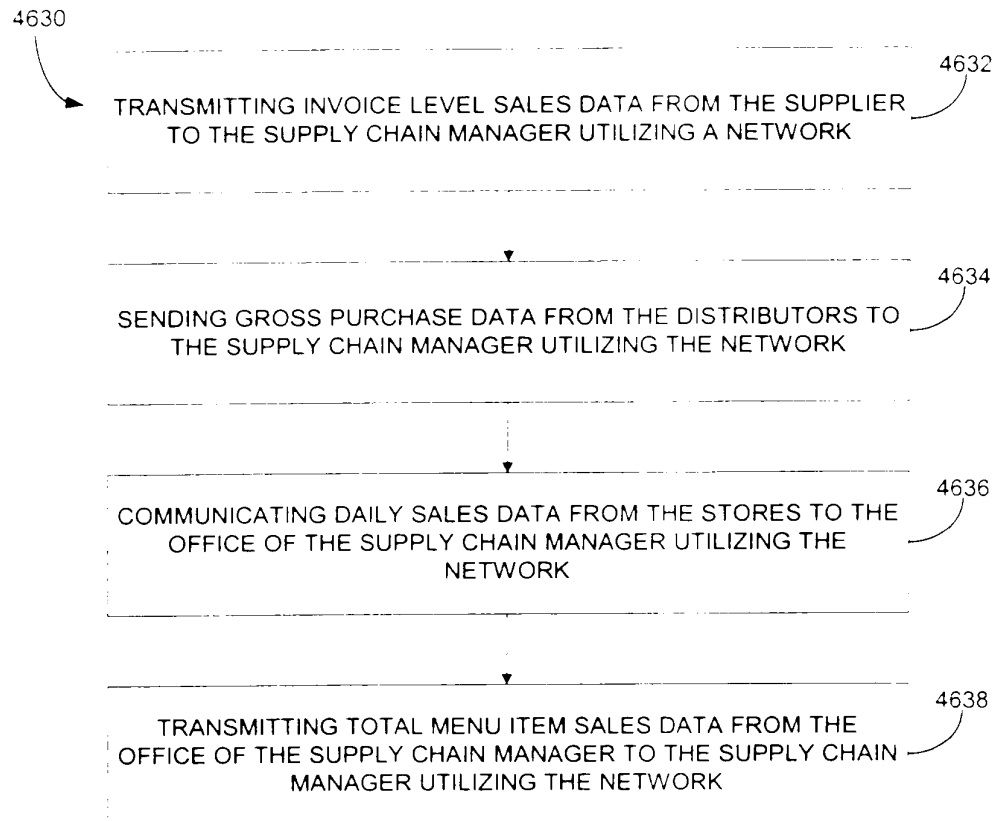 4630
4632
TRANSMITTING INVOICE LEVEL SALES DATA FROM THE SUPPLIER
TO THE SUPPLY CHAIN MANAGER UTILIZING A NETWORK
4634
SENDING GROSS PURCHASE DATA FROM THE DISTRIBUTORS TO
THE SUPPLY CHAIN MANAGER UTILIZING THE NETWORK
4636
COMMUNICATING DAILY SALES DATA FROM THE STORES TO THE
OFFICE OF THE SUPPLY CHAIN MANAGER UTILIZING THE
NETWORK
4638
TRANSMITTING TOTAL MENU ITEM SALES DATA FROM THE
OFFICE OF THE SUPPLY CHAIN MANAGER TO THE SUPPLY CHAIN
MANAGER UTILIZING THE NETWORK